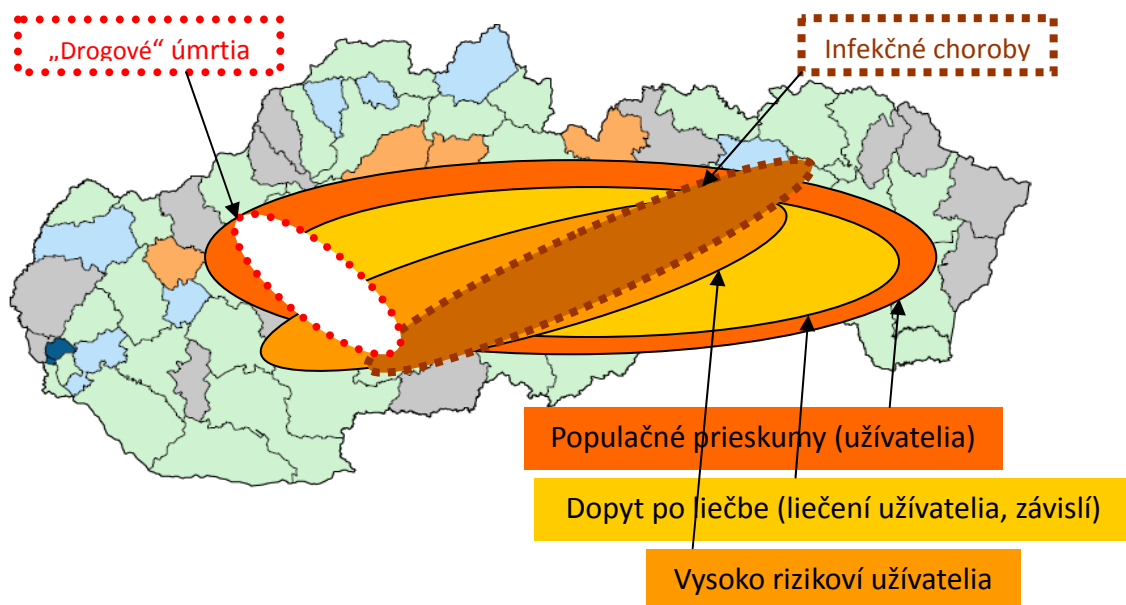 „Drogové“ úmrtia
Infekčné choroby
Populačné prieskumy (užívatelia)
Dopyt po liečbe (liečení užívatelia, závislí)
Vysoko rizikoví užívatelia